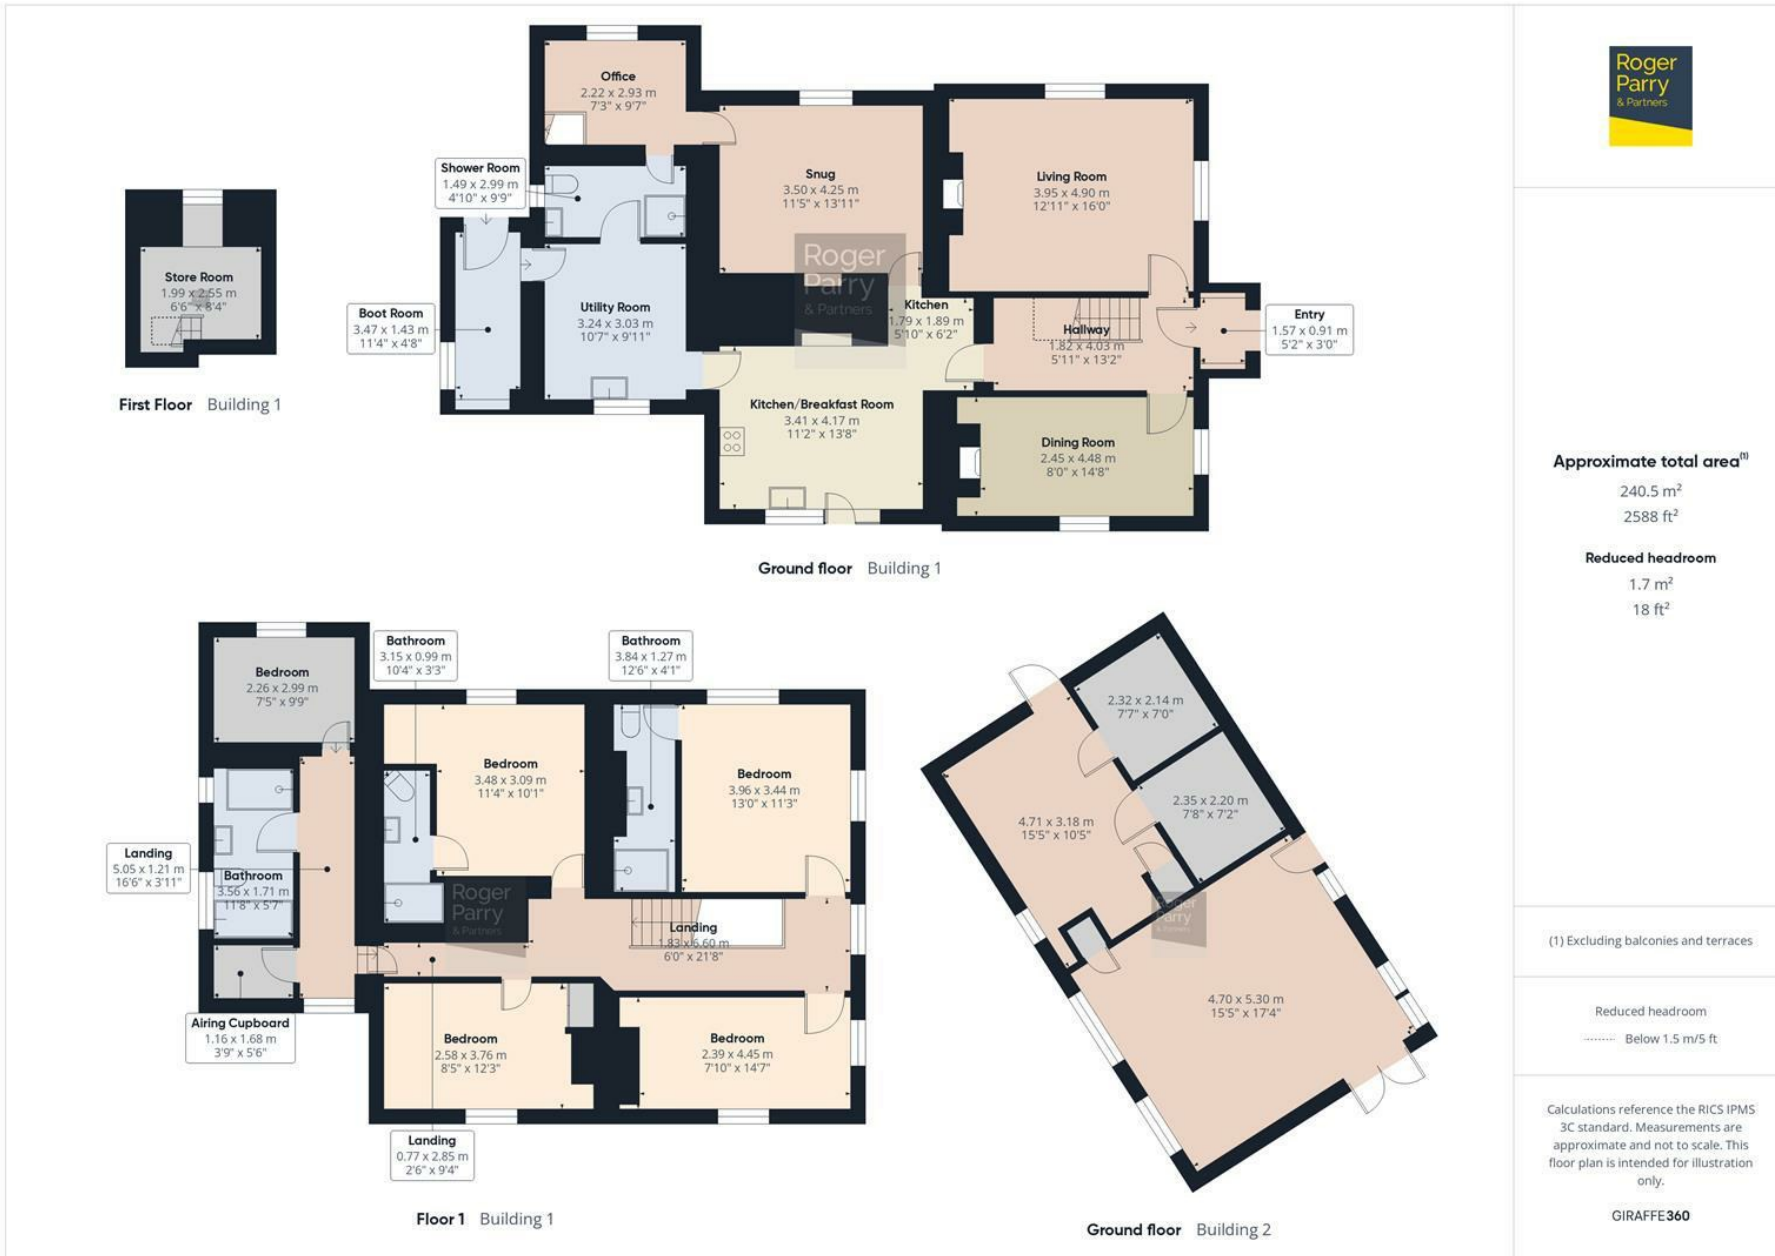 Office
2.22 x 2.93 m
7'3" x 9'7"
Shower Room
1.49 x 2.99 m
4'10" x 9'9"
Snug
3.50 x 4.25 m
11'5" x 13'11"
Living Room
3.95 x 4.90 m
12'11" x 16'0"
Store Room
1.99 x 2.55 m
6'6" x 8'4"
Boot Room
3.47 x 1.43 m
11'4" x 4'8"
Utility Room
3.24 x 3.03 m
10'7" x 9'11"
Roger
Parry
& Partners
Kitchen
1.79 x 1.89 m
5'10" x 6'2"
Hallway
1.82 x 4.03 m
5'11" x 13'2"
Entry
1.57 x 0.91 m
5'2" x 3'0"
Kitchen/Breakfast Room
3.41 x 4.17 m
11'2" x 13'8"
Dining Room
2.45 x 4.48 m
8'0" x 14'8"
First Floor Building 1
Ground floor Building 1
Bedroom
2.26 x 2.99 m
7'5" x 9'9"
Bathroom
3.15 x 0.99 m
10'4" x 3'3"
Bathroom
3.84 x 1.27 m
12'6" x 4'1"
Bedroom
3.48 x 3.09 m
11'4" x 10'1"
Bedroom
3.96 x 3.44 m
13'0" x 11'3"
Landing
5.05 x 1.21 m
16'6" x 3'11"
Bathroom
3.56 x 1.71 m
11'8" x 5'7"
Roger
Parry
& Partners
Landing
1.83 x 6.60 m
6'0" x 21'8"
Airing Cupboard
1.16 x 1.68 m
3'9" x 5'6"
Bedroom
2.58 x 3.76 m
8'5" x 12'3"
Bedroom
2.39 x 4.45 m
7'10" x 14'7"
Landing
0.77 x 2.85 m
2'6" x 9'4"
Floor 1 Building 1
2.32 x 2.14 m
7'7" x 7'0"
2.35 x 2.20 m
7'8" x 7'2"
4.71 x 3.18 m
15'5" x 10'5"
Roger
Parry
& Partners
4.70 x 5.30 m
15'5" x 17'4"
Ground floor Building 2
Roger
Parry
& Partners
Approximate total area(1)
240.5 m²
2588 ft²
Reduced headroom
1.7 m²
18 ft²
(1) Excluding balconies and terraces
Reduced headroom
Below 1.5 m/5 ft
Calculations reference the RICS IPMS
3C standard. Measurements are
approximate and not to scale. This
floor plan is intended for illustration
only.
GIRAFFE360